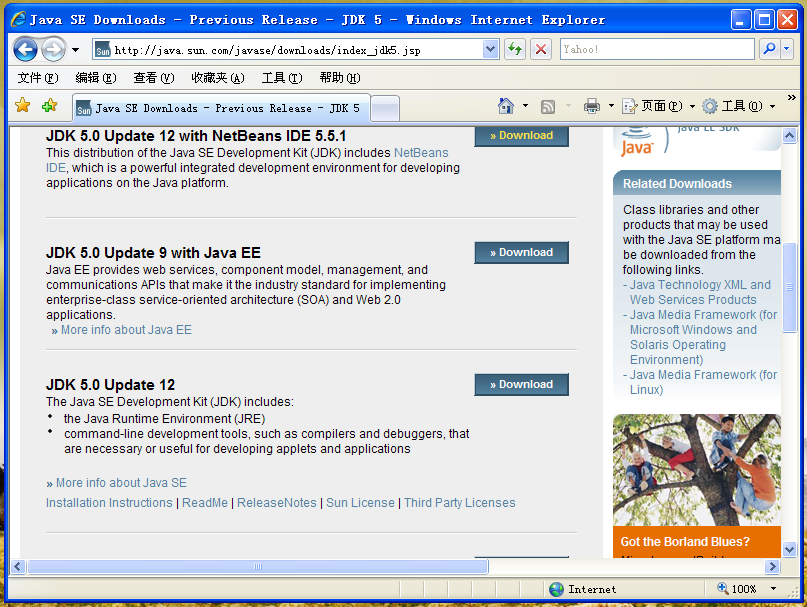 Java SE Downloads - Previous Release - JDK 5 - Windows Internet Explorer
Sun http://java.sun.com/javase/downloads/index_jdk5.jsp
Yahoo!
文件(F) 编辑(E) 查看(V) 收藏夹(A) 工具(T) 帮助(H)
Sun Java SE Downloads - Previous Release - JDK 5
页面(P) 工具(O) »
JDK 5.0 Update 12 with NetBeans IDE 5.5.1
» Download
This distribution of the Java SE Development Kit (JDK) includes NetBeans
IDE, which is a powerful integrated development environment for developing
applications on the Java platform.
JDK 5.0 Update 9 with Java EE
» Download
Java EE provides web services, component model, management, and
communications APIs that make it the industry standard for implementing
enterprise-class service-oriented architecture (SOA) and Web 2.0
applications.
» More info about Java EE
JDK 5.0 Update 12
» Download
The Java SE Development Kit (JDK) includes:
• the Java Runtime Environment (JRE)
• command-line development tools, such as compilers and debuggers, that
are necessary or useful for developing applets and applications
» More info about Java SE
Installation Instructions | ReadMe | ReleaseNotes | Sun License | Third Party Licenses
Java EE SDK
Java
Related Downloads
Class libraries and other
products that may be used
with the Java SE platform ma
be downloaded from the
following links.
- Java Technology XML and
Web Services Products
- Java Media Framework (for
Microsoft Windows and
Solaris Operating
Environment)
- Java Media Framework (for
Linux)
Got the Borland Blues?
Internet
100%